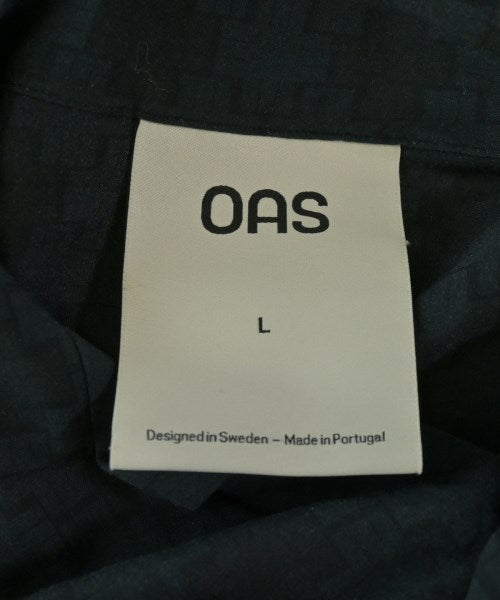 OAS
L
Designed in Sweden – Made in Portugal